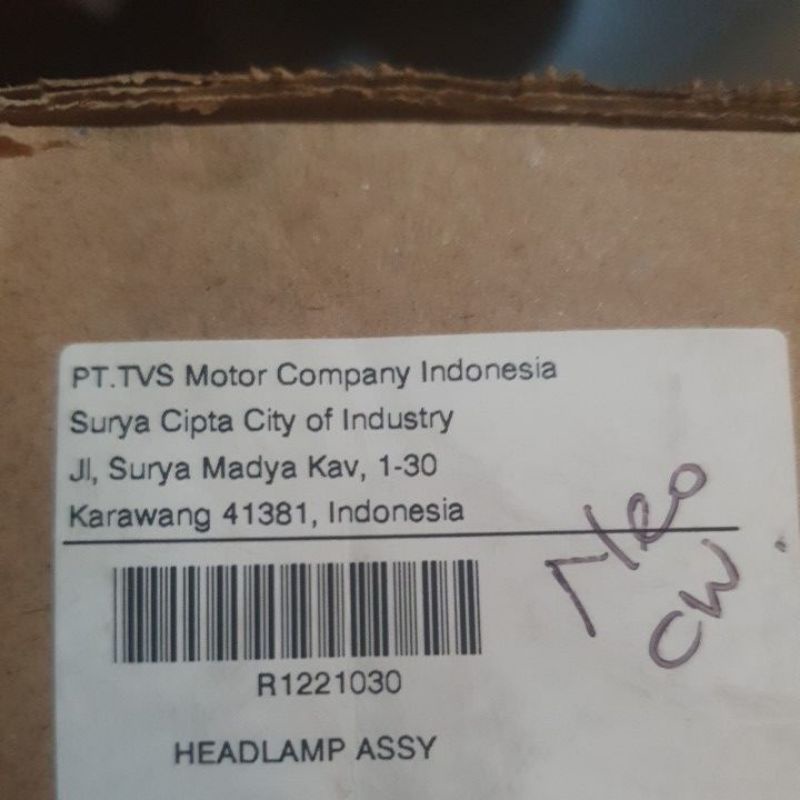 PT.TVS Motor Company Indonesia
Surya Cipta City of Industry
Jl, Surya Madya Kav, 1-30
Karawang 41381, Indonesia
Neo
CW
R1221030
HEADLAMP ASSY